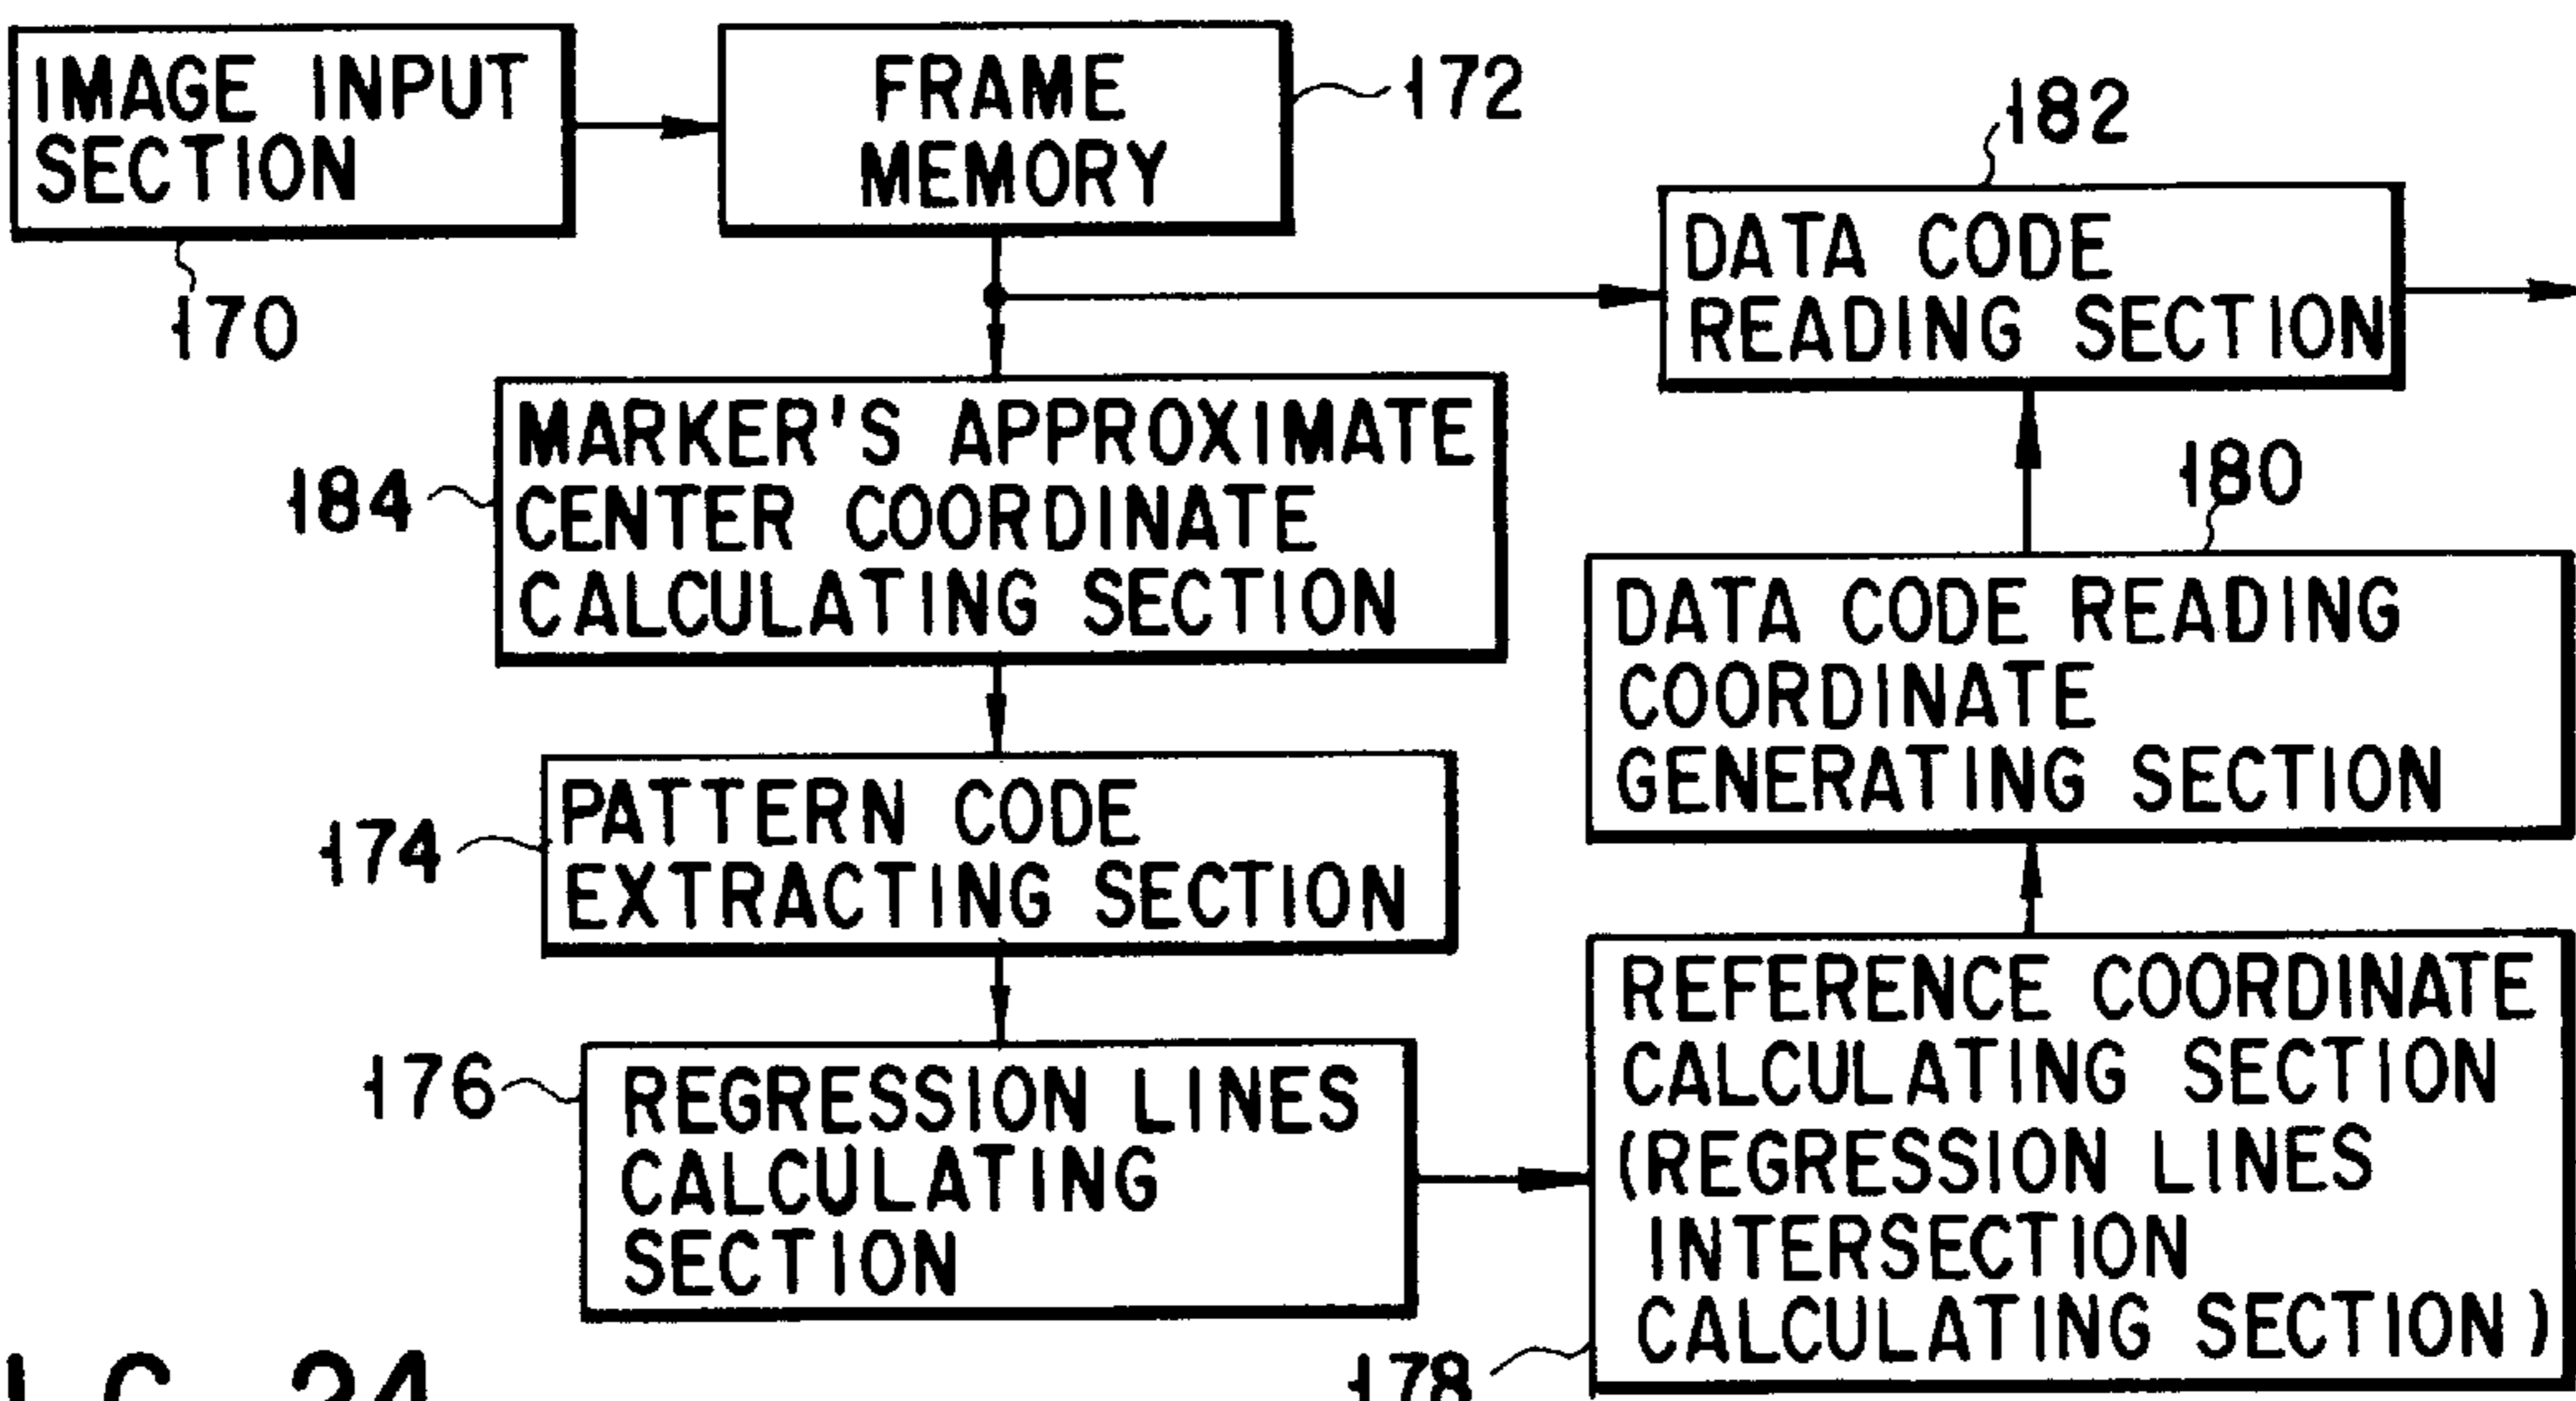 IMAGE INPUT
SECTION
170
FRAME
MEMORY
172
182
DATA CODE
READING SECTION
184
MARKER'S APPROXIMATE
CENTER COORDINATE
CALCULATING SECTION
180
DATA CODE READING
COORDINATE
GENERATING SECTION
174
PATTERN CODE
EXTRACTING SECTION
176
REGRESSION LINES
CALCULATING
SECTION
REFERENCE COORDINATE
CALCULATING SECTION
(REGRESSION LINES
INTERSECTION
CALCULATING SECTION)
178